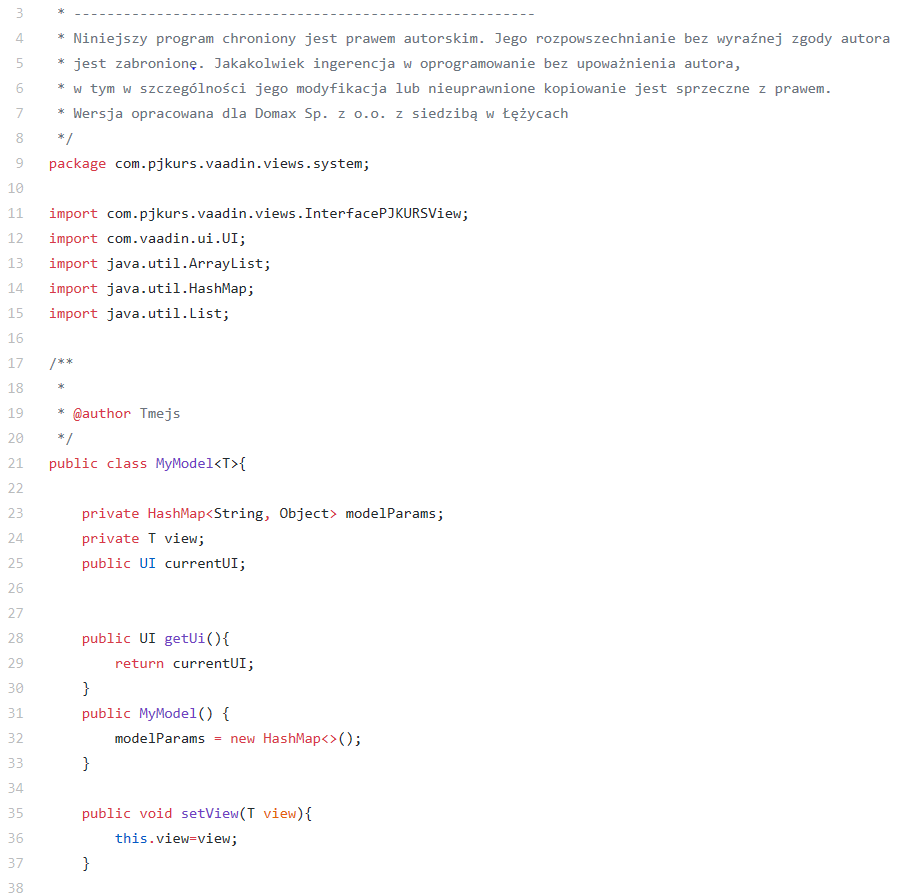 3 * --------------------------------------------------------
4 * Niniejszy program chroniony jest prawem autorskim. Jego rozpowszechnianie bez wyraźnej zgody autora
5 * jest zabronionę. Jakakolwiek ingerencja w oprogramowanie bez upoważnienia autora,
6 * w tym w szczególności jego modyfikacja lub nieuprawnione kopiowanie jest sprzeczne z prawem.
7 * Wersja opracowana dla Domax Sp. z o.o. z siedzibą w Łężycach
8 */
9 package com.pjkurs.vaadin.views.system;
10
11 import com.pjkurs.vaadin.views.InterfacePJKURSView;
12 import com.vaadin.ui.UI;
13 import java.util.ArrayList;
14 import java.util.HashMap;
15 import java.util.List;
16
17 /**
18 *
19 * @author Tmejs
20 */
21 public class MyModel<T>{
22
23 private HashMap<String, Object> modelParams;
24 private T view;
25 public UI currentUI;
26
27
28 public UI getUi(){
29 return currentUI;
30 }
31 public MyModel() {
32 modelParams = new HashMap<>();
33 }
34
35 public void setView(T view){
36 this.view=view;
37 }
38